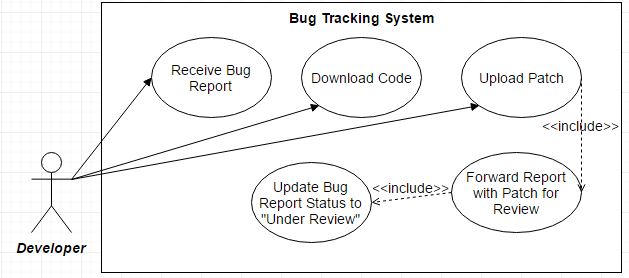 Bug Tracking System
Receive Bug
Report
Download Code
Upload Patch
<<include>>
Update Bug
Report Status to
"Under Review"
<<include>>
Forward Report
with Patch for
Review
Developer